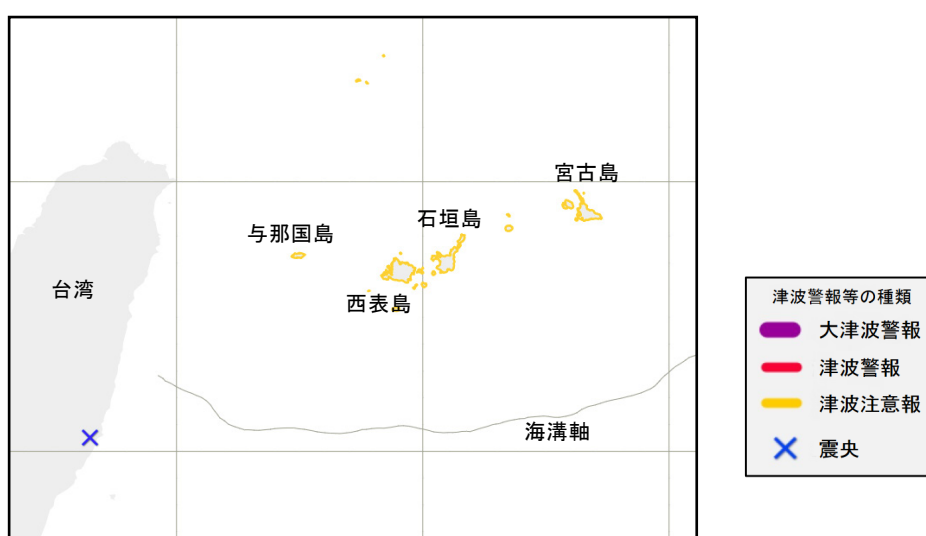 宮古島
石垣島
与那国島
台湾
西表島
海溝軸
津波警報等の種類
大津波警報
津波警報
津波注意報
震央